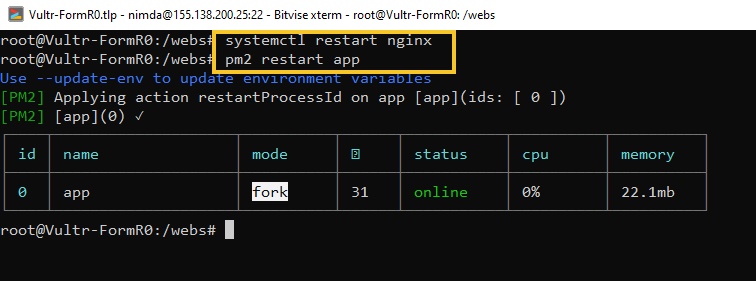 Vultr-FormR0.tlp - nimda@155.138.200.25:22 - Bitvise xterm - root@Vultr-FormR0: /webs
root@Vultr-FormR0:/webs# systemctl restart nginx
root@Vultr-FormR0:/webs# pm2 restart app
Use --update-env to update environment variables
[PM2] Applying action restartProcessId on app [app](ids: [ 0 ])
[PM2] [app](0) ✓
id name mode status cpu memory
0 app fork 31 online 0% 22.1mb
root@Vultr-FormR0:/webs#